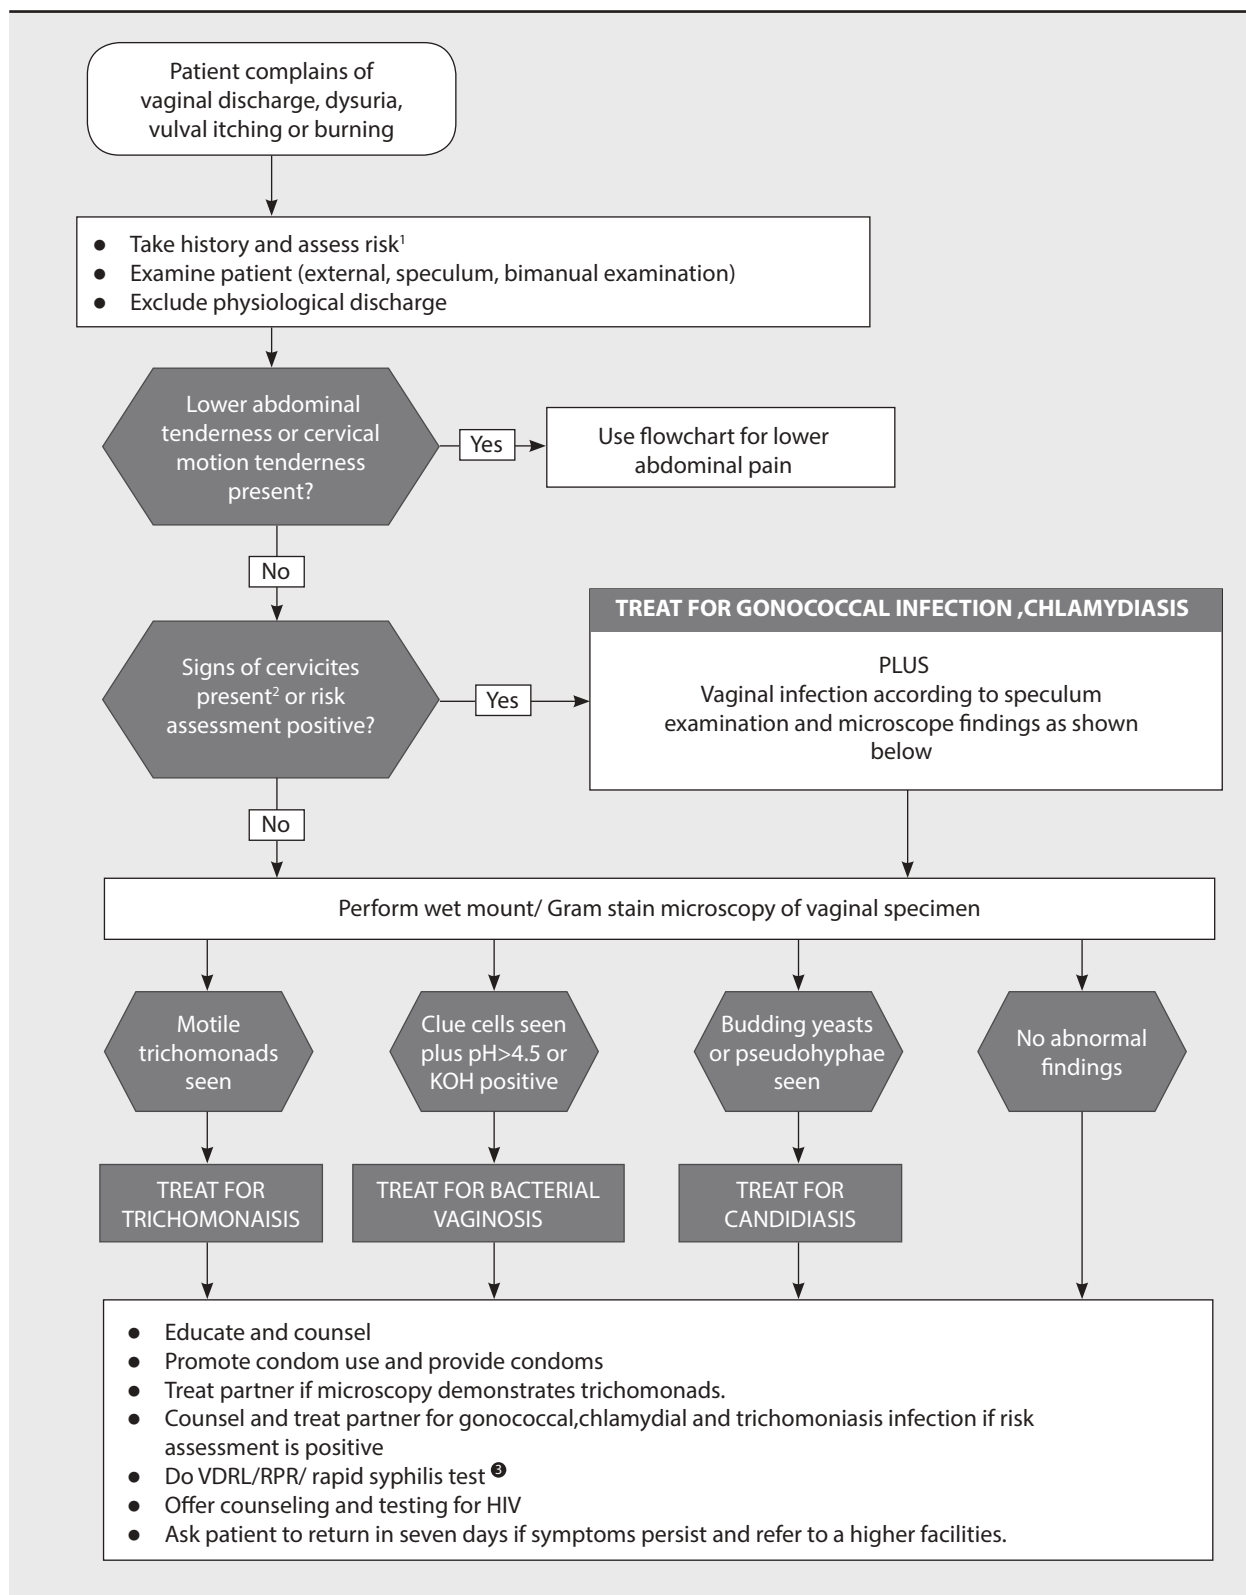 Patient complains of
vaginal discharge, dysuria,
vulval itching or burning
● Take history and assess risk¹
● Examine patient (external, speculum, bimanual examination)
● Exclude physiological discharge
Lower abdominal
tenderness or cervical
motion tenderness
present?
Yes
Use flowchart for lower
abdominal pain
No
Signs of cervicites
present² or risk
assessment positive?
Yes
TREAT FOR GONOCOCCAL INFECTION ,CHLAMYDIASIS
PLUS
Vaginal infection according to speculum
examination and microscope findings as shown
below
No
Perform wet mount/ Gram stain microscopy of vaginal specimen
Motile
trichomonads
seen
Clue cells seen
plus pH>4.5 or
KOH positive
Budding yeasts
or pseudohyphae
seen
No abnormal
findings
TREAT FOR
TRICHOMONAISIS
TREAT FOR BACTERIAL
VAGINOSIS
TREAT FOR
CANDIDIASIS
● Educate and counsel
● Promote condom use and provide condoms
● Treat partner if microscopy demonstrates trichomonads.
● Counsel and treat partner for gonococcal,chlamydial and trichomoniasis infection if risk
assessment is positive
● Do VDRL/RPR/ rapid syphilis test ❸
● Offer counseling and testing for HIV
● Ask patient to return in seven days if symptoms persist and refer to a higher facilities.